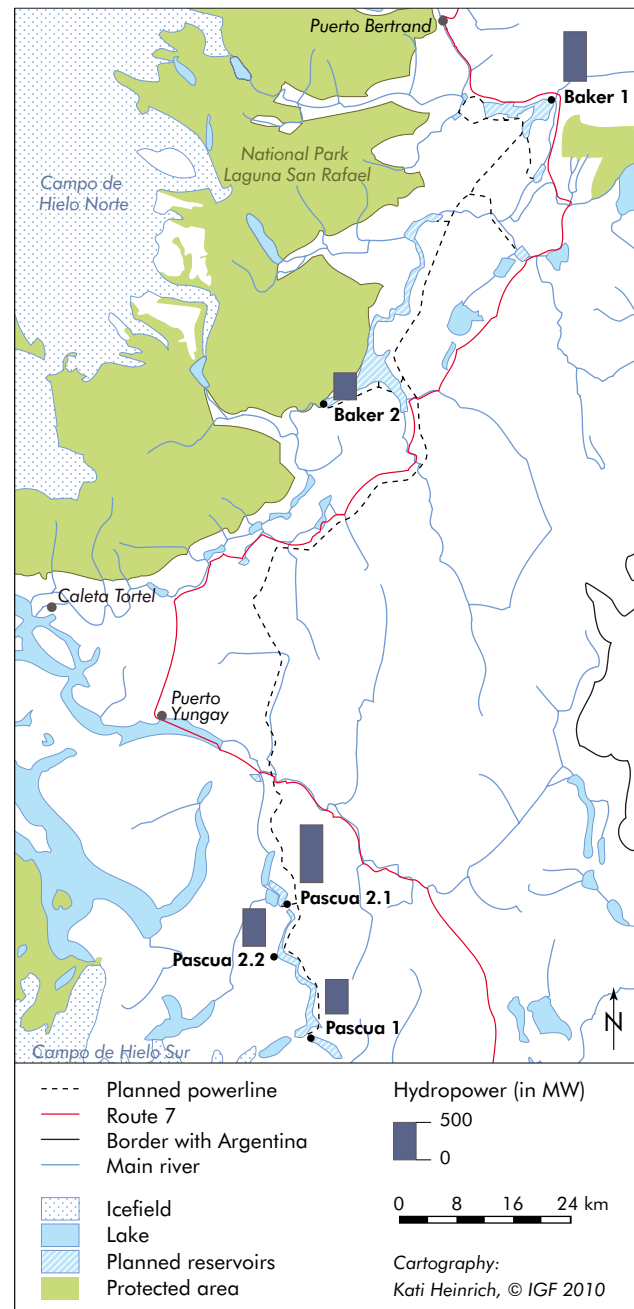 Puerto Bertrand
Baker 1
National Park
Laguna San Rafael
Campo de
Hielo Norte
Baker 2
Caleta Tortel
Puerto
Yungay
Pascua 2.1
Pascua 2.2
Pascua 1
N
Campo de Hielo Sur
Planned powerline
Route 7
Border with Argentina
Main river
Icefield
Lake
Planned reservoirs
Protected area
Hydropower (in MW)
500
0
0 8 16 24 km
Cartography:
Kati Heinrich, © IGF 2010